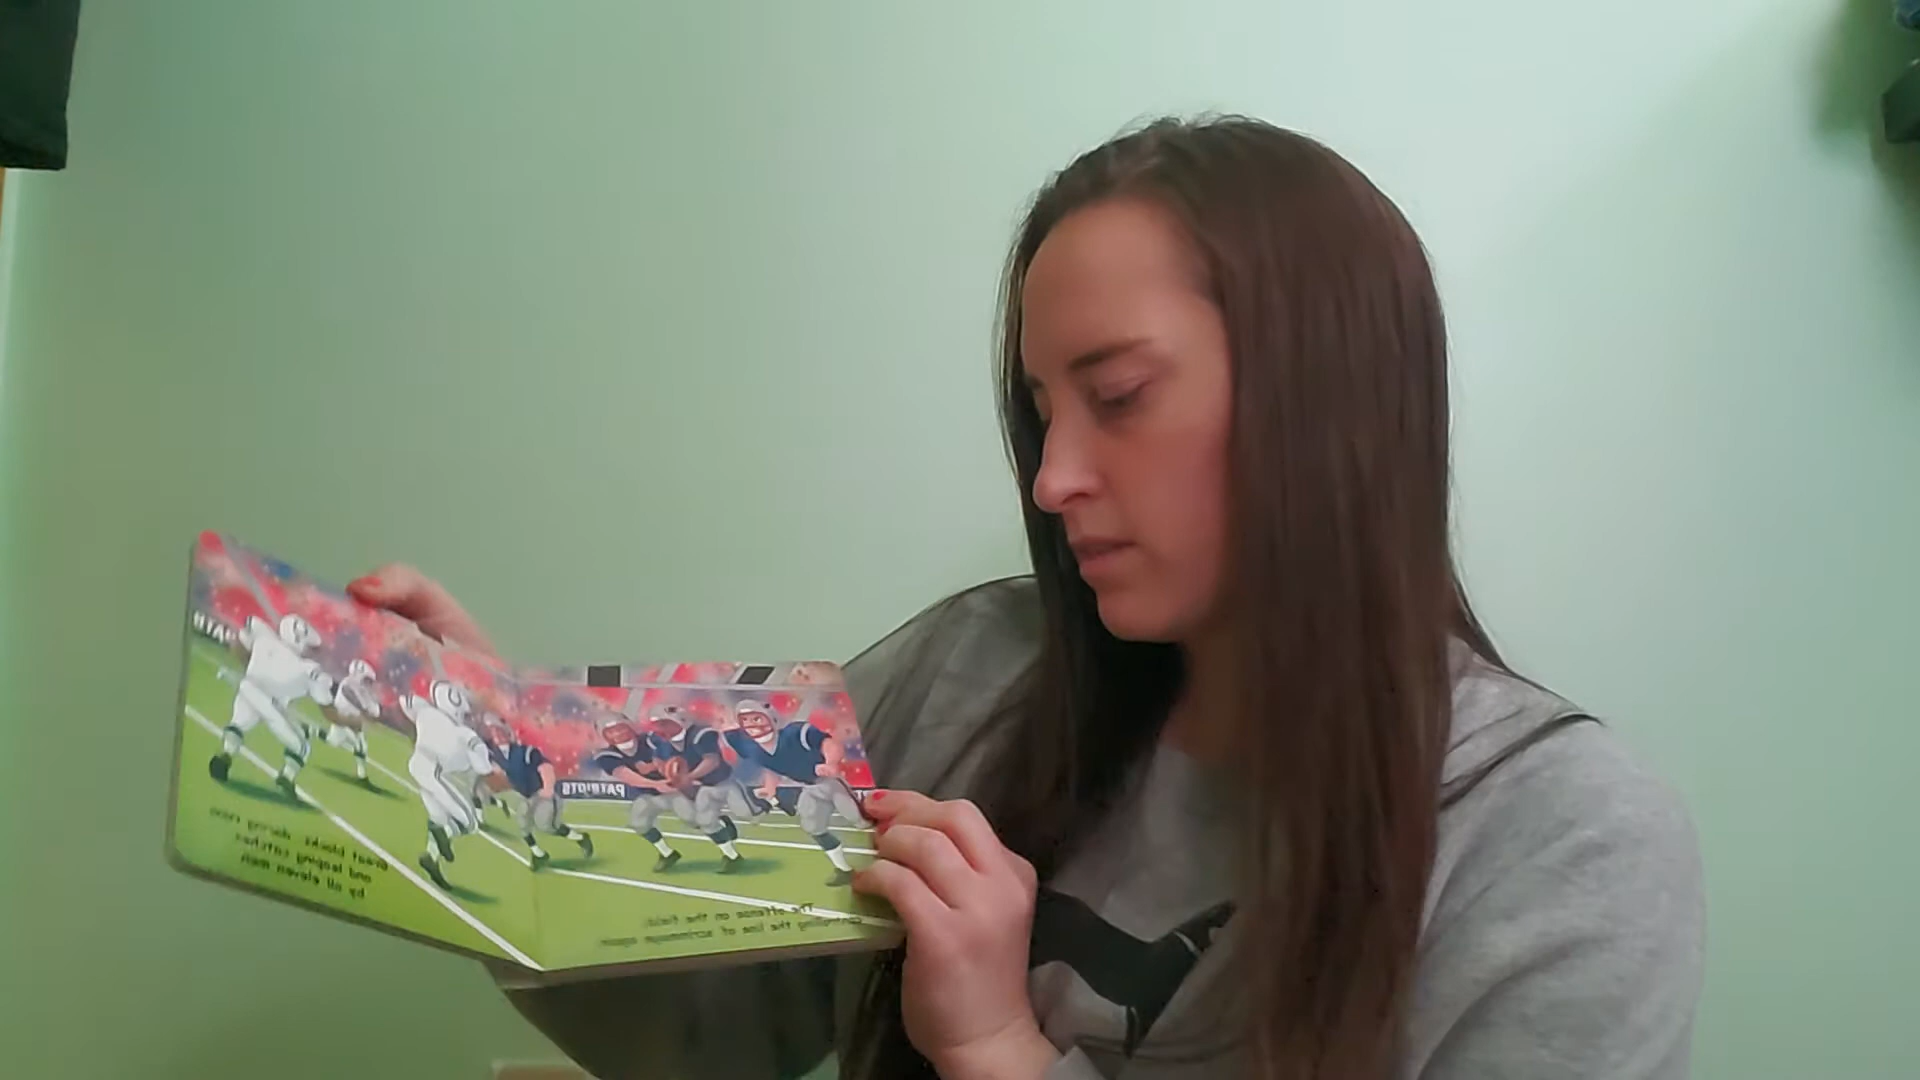 PATRIOTS
The offense on the field,
controlling the line of scrimmage again.
Great blocks during runs
and leaping catches
by all eleven men